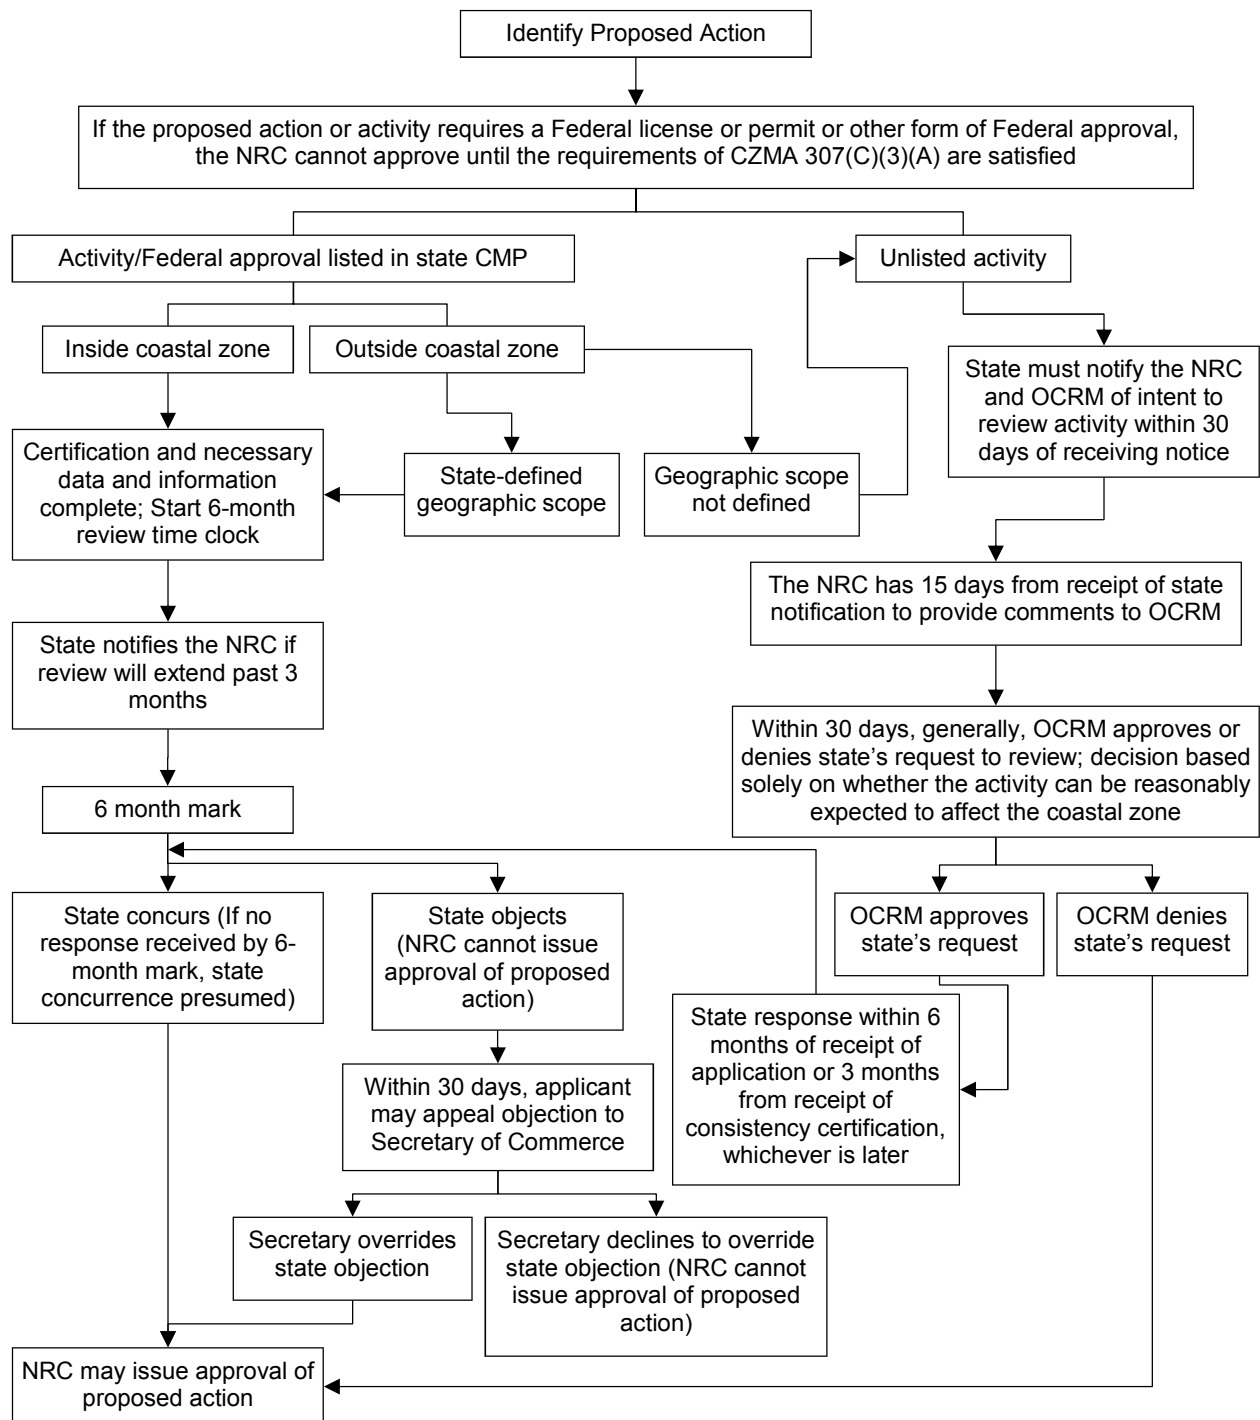 Identify Proposed Action
If the proposed action or activity requires a Federal license or permit or other form of Federal approval,
the NRC cannot approve until the requirements of CZMA 307(C)(3)(A) are satisfied
Activity/Federal approval listed in state CMP
Unlisted activity
Inside coastal zone
Outside coastal zone
State must notify the NRC
and OCRM of intent to
review activity within 30
days of receiving notice
Certification and necessary
data and information
complete; Start 6-month
review time clock
State-defined
geographic scope
Geographic scope
not defined
The NRC has 15 days from receipt of state
notification to provide comments to OCRM
State notifies the NRC if
review will extend past 3
months
Within 30 days, generally, OCRM approves or
denies state’s request to review; decision based
solely on whether the activity can be reasonably
expected to affect the coastal zone
6 month mark
State concurs (If no
response received by 6-
month mark, state
concurrence presumed)
State objects
(NRC cannot issue
approval of proposed
action)
OCRM approves
state’s request
OCRM denies
state’s request
State response within 6
months of receipt of
application or 3 months
from receipt of
consistency certification,
whichever is later
Within 30 days, applicant
may appeal objection to
Secretary of Commerce
Secretary overrides
state objection
Secretary declines to override
state objection (NRC cannot
issue approval of proposed
action)
NRC may issue approval of
proposed action